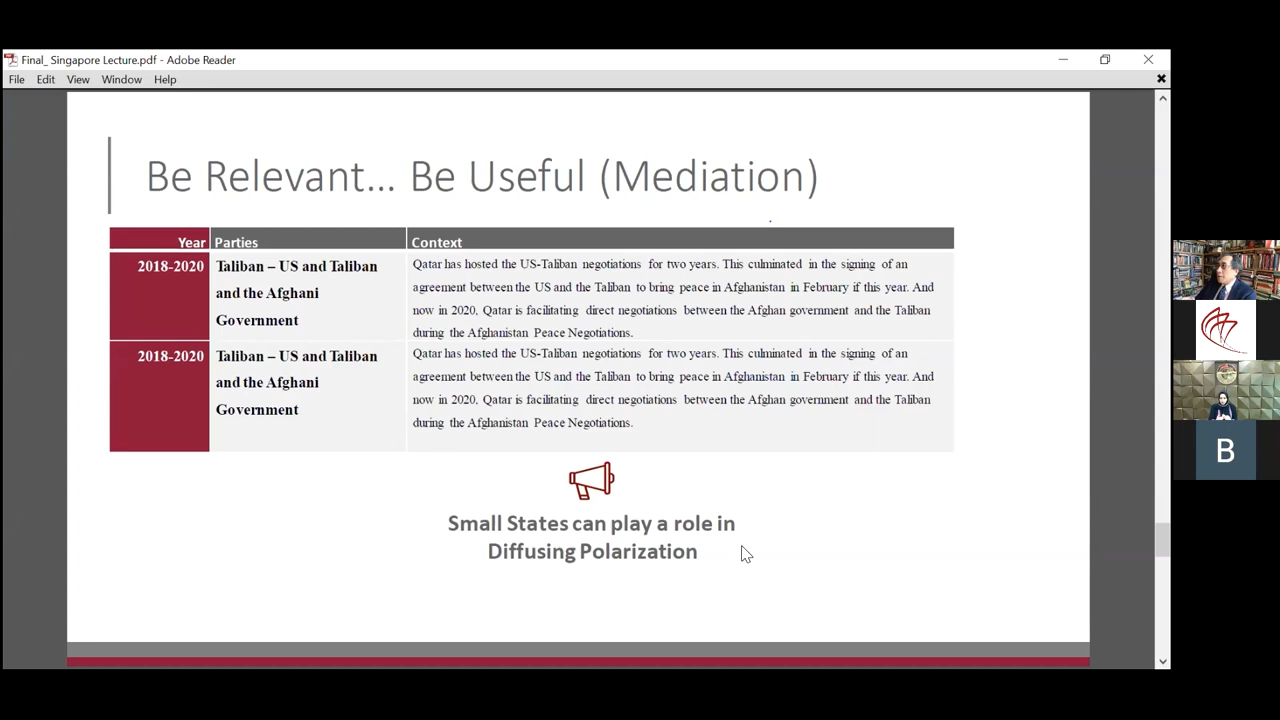 Final_ Singapore Lecture.pdf - Adobe Reader
File Edit View Window Help
Be Relevant... Be Useful (Mediation)
Year Parties Context
2018-2020 Taliban – US and Taliban
and the Afghani
Government
Qatar has hosted the US-Taliban negotiations for two years. This culminated in the signing of an
agreement between the US and the Taliban to bring peace in Afghanistan in February if this year. And
now in 2020, Qatar is facilitating direct negotiations between the Afghan government and the Taliban
during the Afghanistan Peace Negotiations.
2018-2020 Taliban – US and Taliban
and the Afghani
Government
Qatar has hosted the US-Taliban negotiations for two years. This culminated in the signing of an
agreement between the US and the Taliban to bring peace in Afghanistan in February if this year. And
now in 2020, Qatar is facilitating direct negotiations between the Afghan government and the Taliban
during the Afghanistan Peace Negotiations.
Small States can play a role in
Diffusing Polarization
B